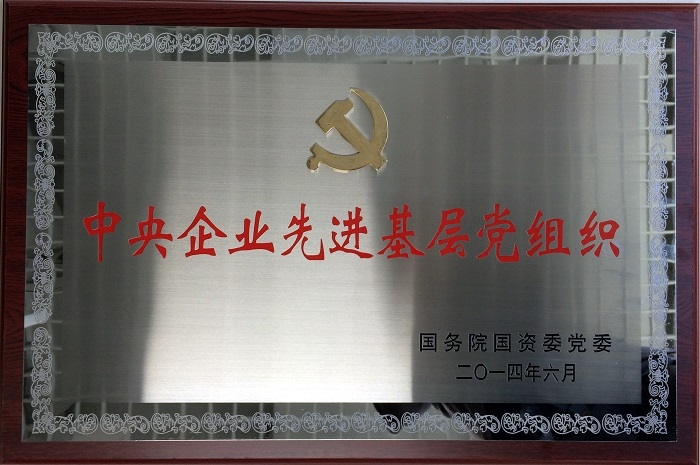 中央企业先进基层党组织
国务院国资委党委
二〇一四年六月